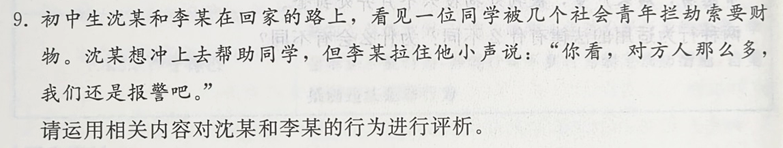 9. 初中生沈某和李某在回家的路上，看见一位同学被几个社会青年拦劫索要财
物。沈某想冲上去帮助同学，但李某拉住他小声说：“你看，对方人那么多，
我们还是报警吧。”
请运用相关内容对沈某和李某的行为进行评析。